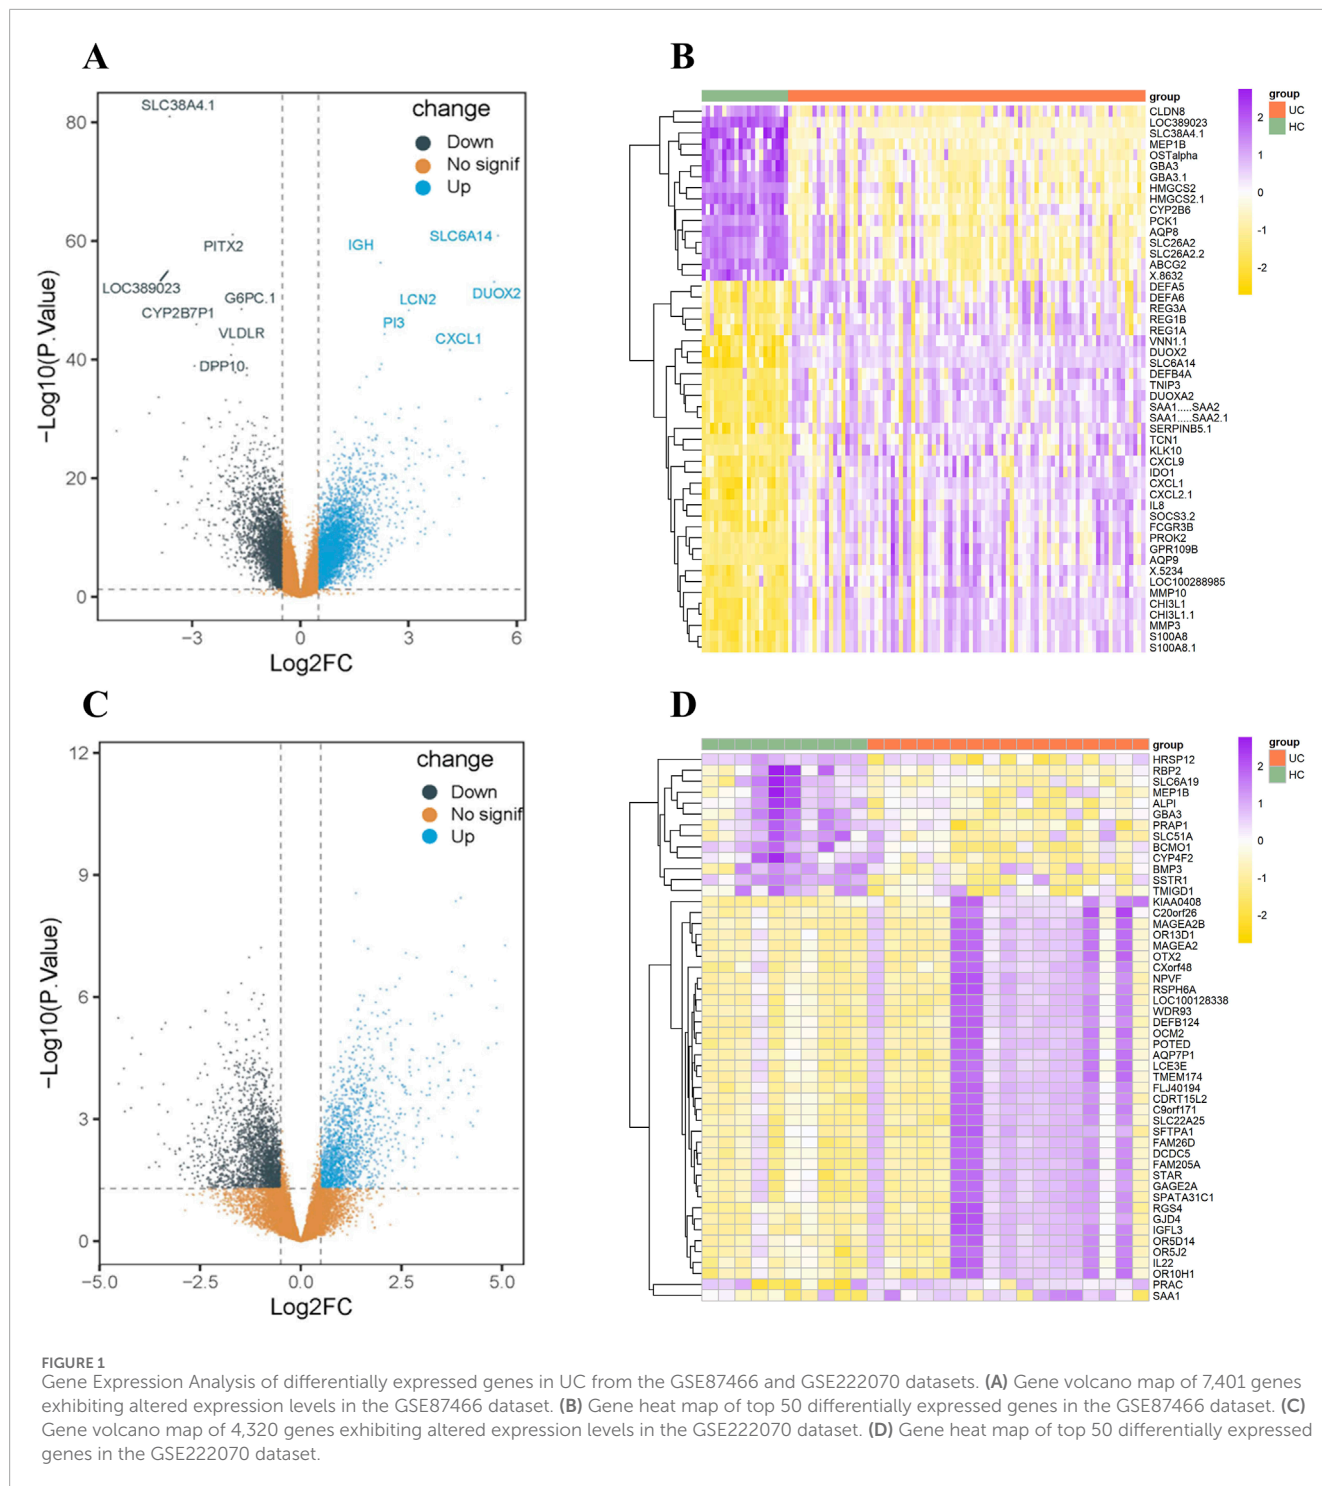 A
SLC38A4.1
change
Down
No signif
Up
PITX2
IGH
SLC6A14
LOC389023
G6PC.1
DUOX2
LCN2
CYP2B7P1
PI3
VLDLR
CXCL1
DPP10
80
60
40
20
0
−3
0
3
6
−Log10(P.Value)
Log2FC
B
group
CLDN8
LOC389023
SLC38A4.1
MEP1B
OSTalpha
GBA3
GBA3.1
HMGCS2
HMGCS2.1
CYP2B6
PCK1
AQP8
SLC26A2
SLC26A2.2
ABCG2
X.8632
DEFA5
DEFA6
REG3A
REG1B
REG1A
VNN1.1
DUOX2
SLC6A14
DEFB4A
TNIP3
DUOXA2
SAA1.....SAA2
SAA1.....SAA2.1
SERPINB5.1
TCN1
KLK10
CXCL9
IDO1
CXCL1
CXCL2.1
IL8
SOCS3.2
FCGR3B
PROK2
GPR109B
AQP9
X.5234
LOC100288985
MMP10
CHI3L1
CHI3L1.1
MMP3
S100A8
S100A8.1
2
1
0
-1
-2
group
UC
HC
C
change
Down
No signif
Up
12
9
6
3
0
−5.0
−2.5
0.0
2.5
5.0
−Log10(P.Value)
Log2FC
D
group
HRSP12
RBP2
SLC6A19
MEP1B
ALPI
GBA3
PRAP1
SLC51A
BCMO1
CYP4F2
BMP3
SSTR1
TMIGD1
KIAA0408
C20orf26
MAGEA2B
OR13D1
MAGEA2
OTX2
CXorf48
NPVF
RSPH6A
LOC100128338
WDR93
DEFB124
OCM2
POTED
AQP7P1
LCE3E
TMEM174
FLJ40194
CDRT15L2
C9orf171
SLC22A25
SFTPA1
FAM26D
DCDC5
FAM205A
STAR
GAGE2A
SPATA31C1
RGS4
GJD4
IGFL3
OR5D14
OR5J2
IL22
OR10H1
PRAC
SAA1
2
1
0
-1
-2
group
UC
HC
FIGURE 1
Gene Expression Analysis of differentially expressed genes in UC from the GSE87466 and GSE222070 datasets. (A) Gene volcano map of 7,401 genes
exhibiting altered expression levels in the GSE87466 dataset. (B) Gene heat map of top 50 differentially expressed genes in the GSE87466 dataset. (C)
Gene volcano map of 4,320 genes exhibiting altered expression levels in the GSE222070 dataset. (D) Gene heat map of top 50 differentially expressed
genes in the GSE222070 dataset.